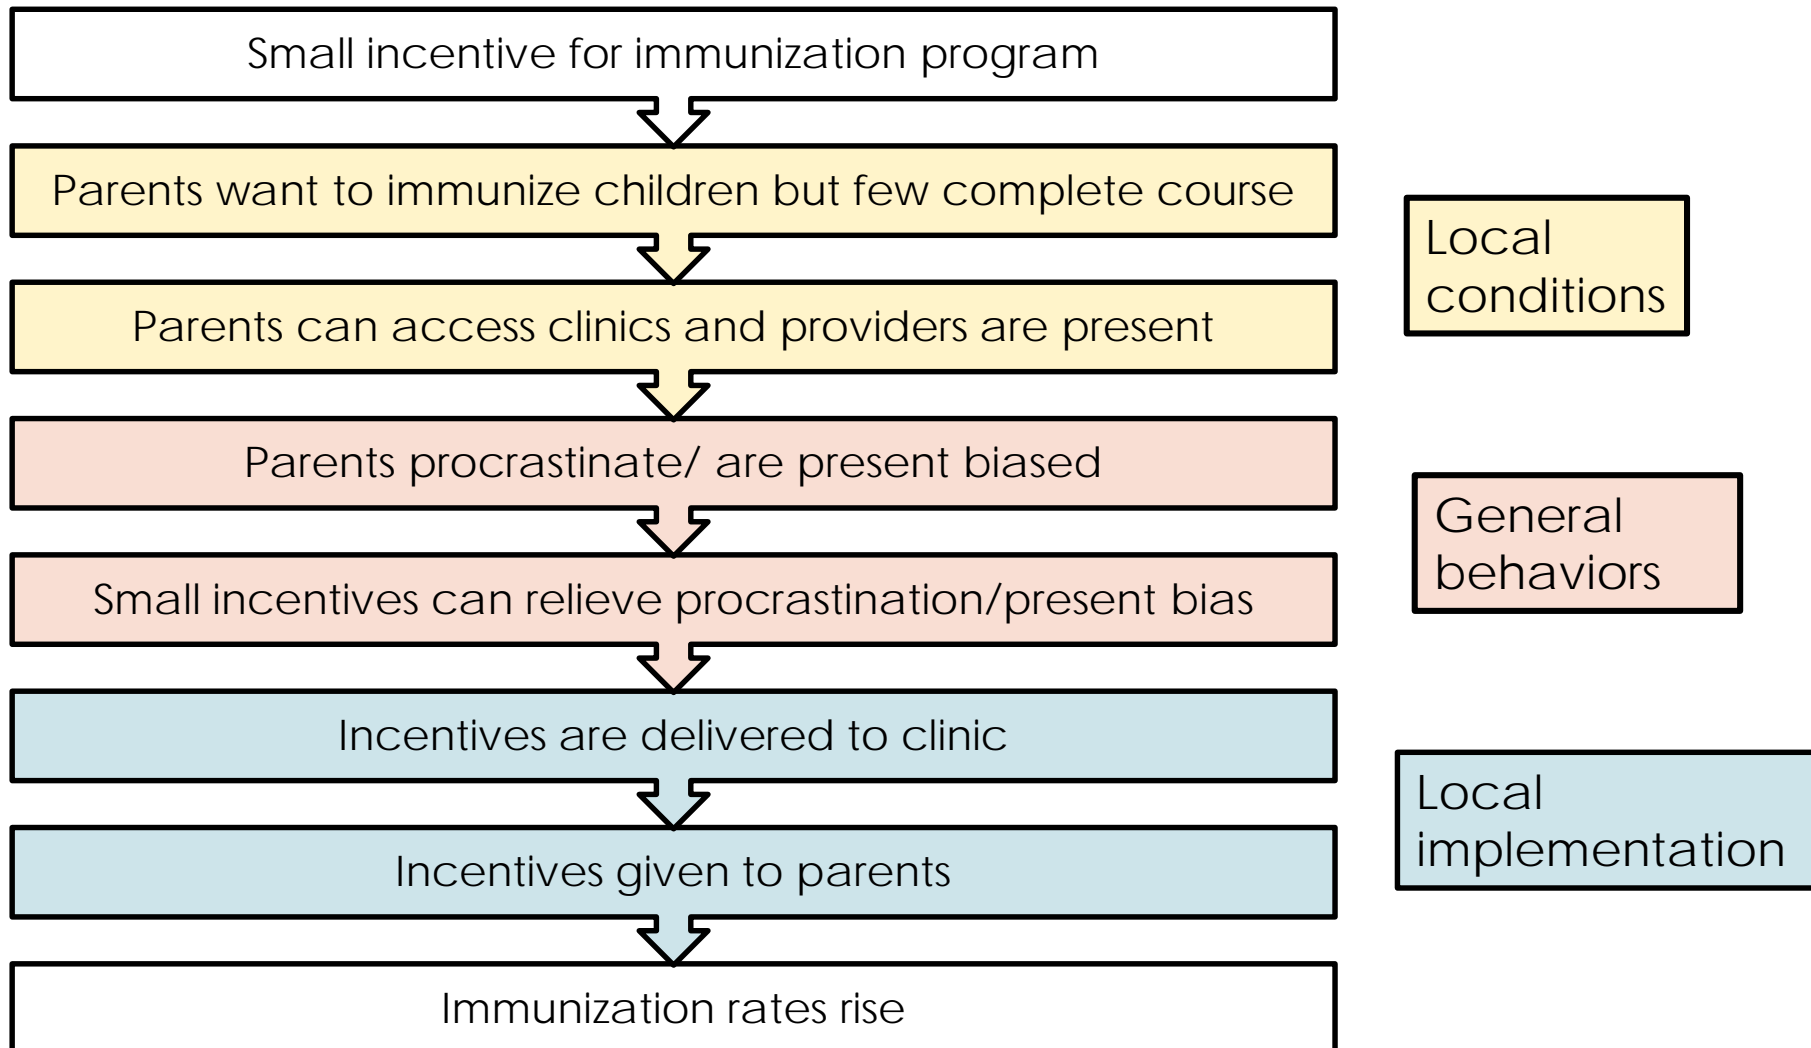 Small incentive for immunization program
Parents want to immunize children but few complete course
Parents can access clinics and providers are present
Local
conditions
Parents procrastinate/ are present biased
Small incentives can relieve procrastination/present bias
General
behaviors
Incentives are delivered to clinic
Incentives given to parents
Local
implementation
Immunization rates rise